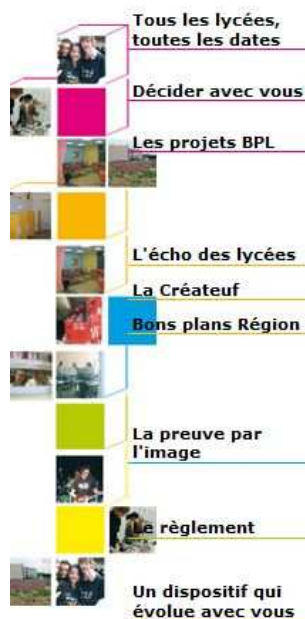 Tous les lycées,
toutes les dates
Décider avec vous
Les projets BPL
L'écho des lycées
La Créateuf
Bons plans Région
La preuve par
l'image
Le règlement
Un dispositif qui
évolue avec vous